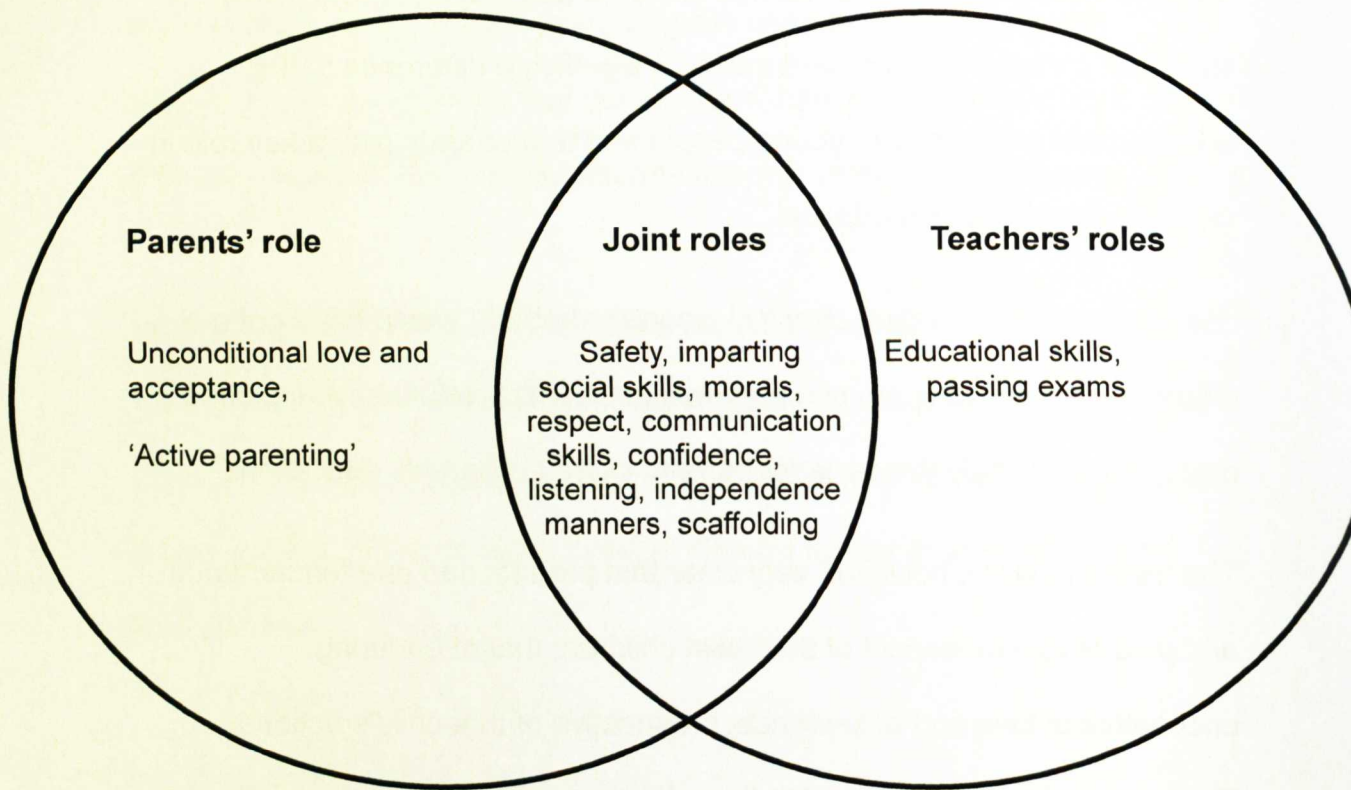 Parents' role
Unconditional love and
acceptance,
'Active parenting'
Joint roles
Safety, imparting
social skills, morals,
respect, communication
skills, confidence,
listening, independence
manners, scaffolding
Teachers' roles
Educational skills,
passing exams